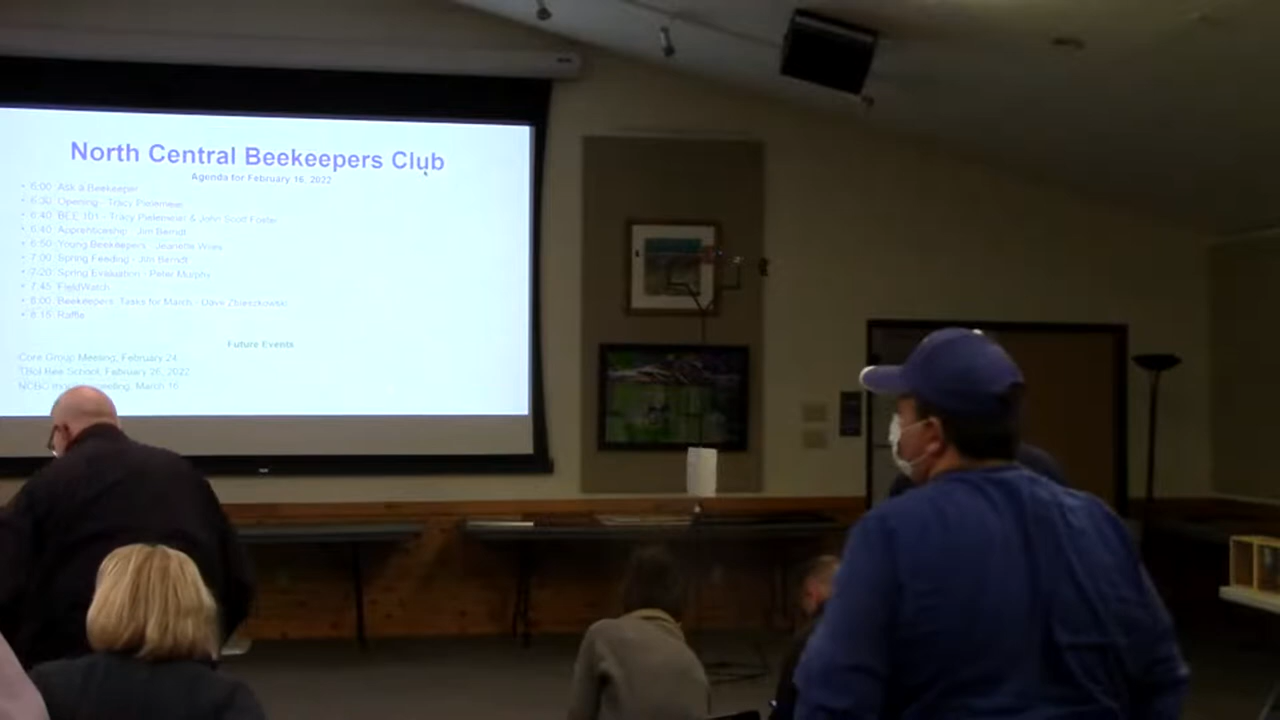 North Central Beekeepers Club
Agenda for February 16, 2022
• 6:00 Ask a Beekeeper
• 6:30 Opening - Tracy Pielemeier
• 6:40 BEE 101 - Tracy Pielemeier & John Scott Foster
• 6:40 Apprenticeship - Jim Berndt
• 6:50 Young Beekeepers - Jeanette
• 7:00 Spring Feeding - Jim Berndt
• 7:20 Spring Evaluation - Peter Murphy
• 7:45 FieldWatch
• 8:00 Beekeepers Tasks for March - Dave
• 8:15 Raffle
Future Events
Core Group Meeting, February 24
Bee School, February 26, 2022
NCBC meeting, March 16